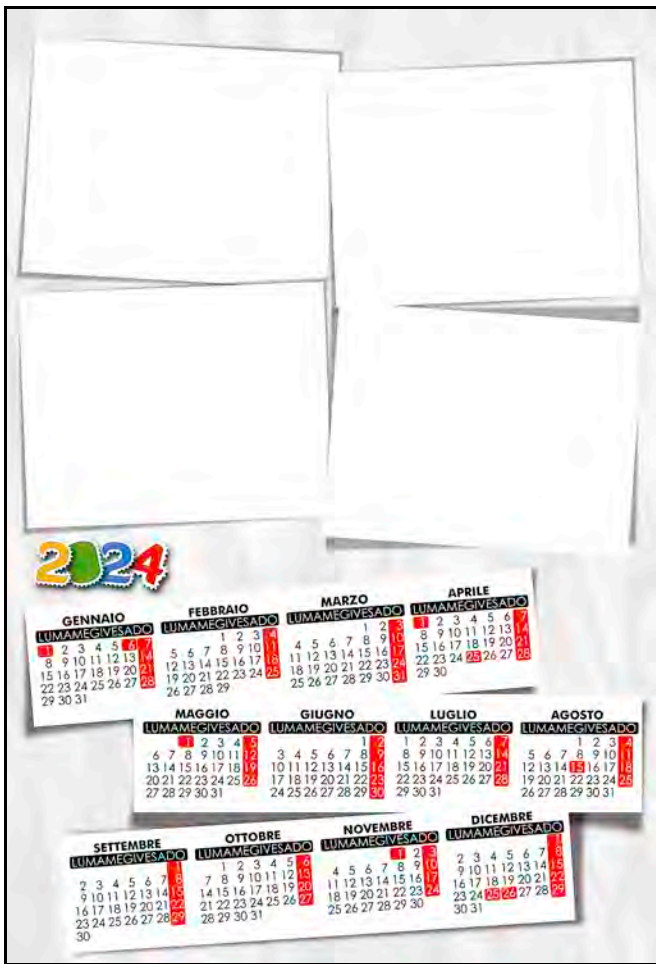 2024
GENNAIO
LUMAMEGIVESADO
1 2 3 4 5 6 7
8 9 10 11 12 13 14
15 16 17 18 19 20 21
22 23 24 25 26 27 28
29 30 31
FEBBRAIO
LUMAMEGIVESADO
1 2 3 4
5 6 7 8 9 10 11
12 13 14 15 16 17 18
19 20 21 22 23 24 25
26 27 28 29
MARZO
LUMAMEGIVESADO
1 2 3
4 5 6 7 8 9 10
11 12 13 14 15 16 17
18 19 20 21 22 23 24
25 26 27 28 29 30 31
APRILE
LUMAMEGIVESADO
1 2 3 4 5 6 7
8 9 10 11 12 13 14
15 16 17 18 19 20 21
22 23 24 25 26 27 28
29 30
MAGGIO
LUMAMEGIVESADO
1 2 3 4 5
6 7 8 9 10 11 12
13 14 15 16 17 18 19
20 21 22 23 24 25 26
27 28 29 30 31
GIUGNO
LUMAMEGIVESADO
1 2
3 4 5 6 7 8 9
10 11 12 13 14 15 16
17 18 19 20 21 22 23
24 25 26 27 28 29 30
LUGLIO
LUMAMEGIVESADO
1 2 3 4 5 6 7
8 9 10 11 12 13 14
15 16 17 18 19 20 21
22 23 24 25 26 27 28
29 30 31
AGOSTO
LUMAMEGIVESADO
1 2 3 4
5 6 7 8 9 10 11
12 13 14 15 16 17 18
19 20 21 22 23 24 25
26 27 28 29 30 31
SETTEMBRE
LUMAMEGIVESADO
1
2 3 4 5 6 7 8
9 10 11 12 13 14 15
16 17 18 19 20 21 22
23 24 25 26 27 28 29
30
OTTOBRE
LUMAMEGIVESADO
1 2 3 4 5 6
7 8 9 10 11 12 13
14 15 16 17 18 19 20
21 22 23 24 25 26 27
28 29 30 31
NOVEMBRE
LUMAMEGIVESADO
1 2 3
4 5 6 7 8 9 10
11 12 13 14 15 16 17
18 19 20 21 22 23 24
25 26 27 28 29 30
DICEMBRE
LUMAMEGIVESADO
1
2 3 4 5 6 7 8
9 10 11 12 13 14 15
16 17 18 19 20 21 22
23 24 25 26 27 28 29
30 31